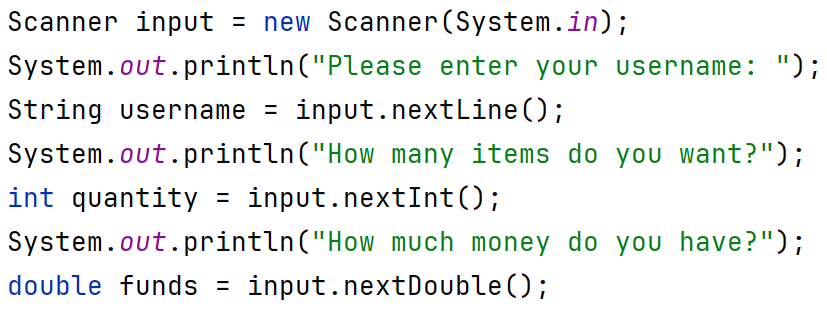 Scanner input = new Scanner(System.in);
System.out.println("Please enter your username: ");
String username = input.nextLine();
System.out.println("How many items do you want?");
int quantity = input.nextInt();
System.out.println("How much money do you have?");
double funds = input.nextDouble();